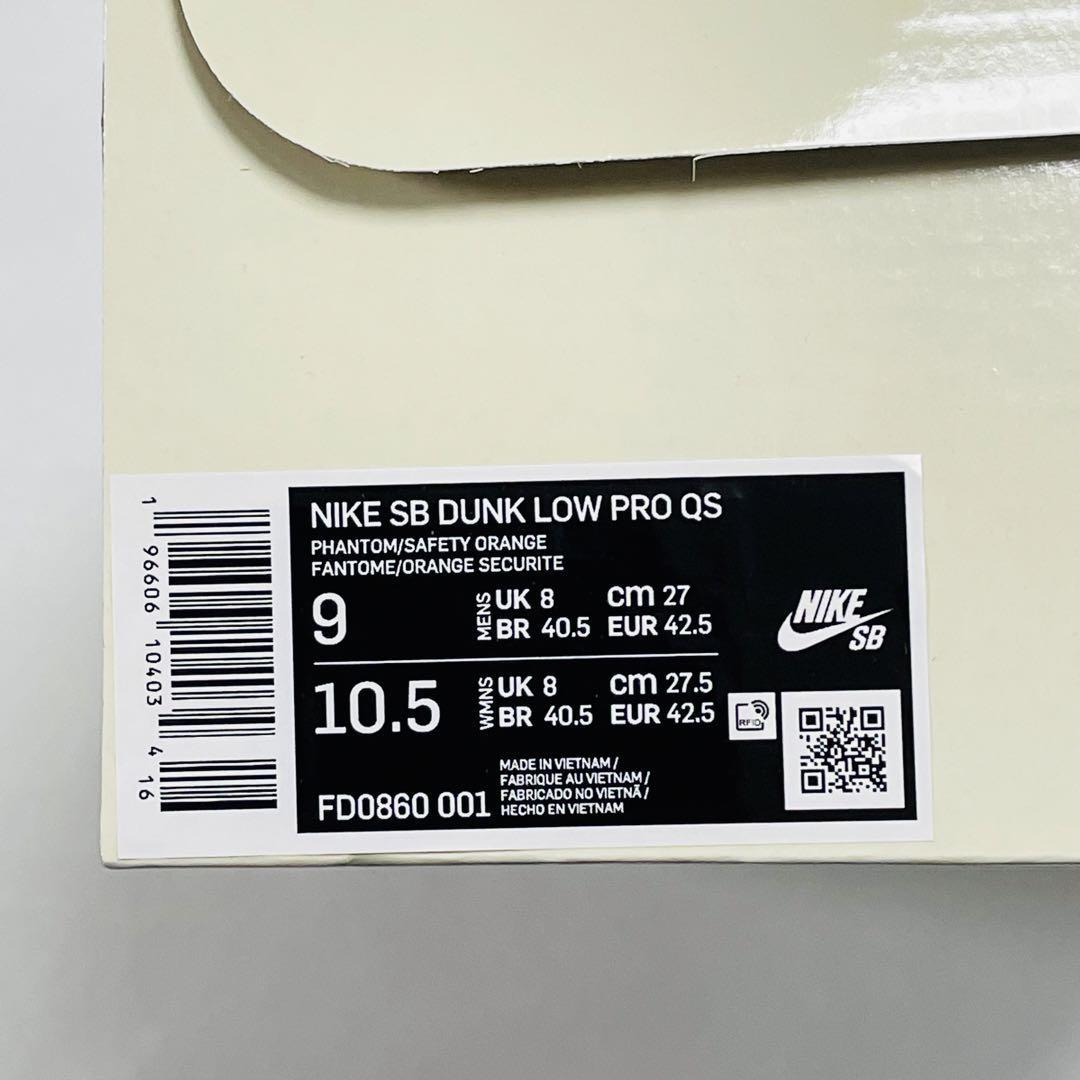 1 96606 10403 4 16
NIKE SB DUNK LOW PRO QS
PHANTOM/SAFETY ORANGE
FANTOME/ORANGE SECURITE
9 MENS UK 8 cm 27
BR 40.5 EUR 42.5
10.5 WMNS UK 8 cm 27.5
BR 40.5 EUR 42.5
NIKE
SB
RFID
FD0860 001
MADE IN VIETNAM /
FABRIQUE AU VIETNAM /
FABRICADO NO VIETNÃ /
HECHO EN VIETNAM